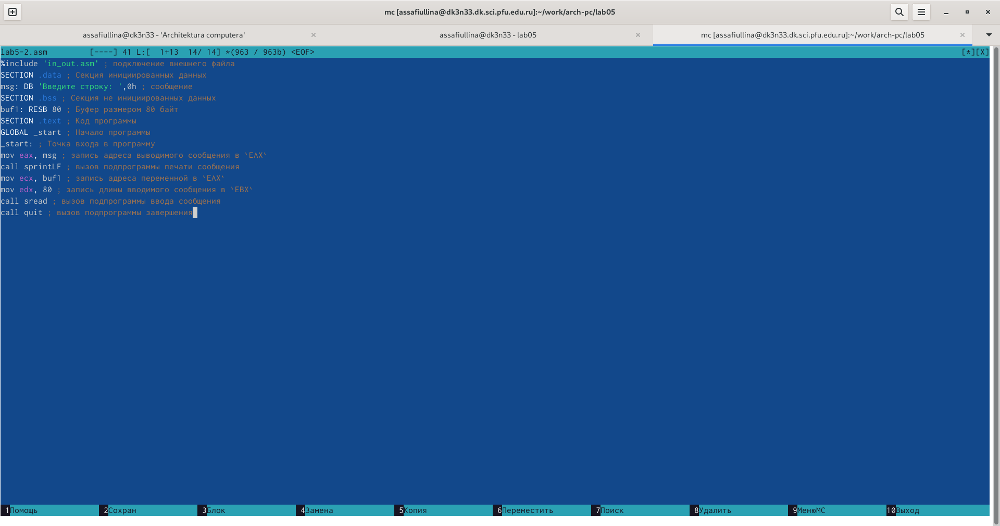 mc [assafiullina@dk3n33.dk.sci.pfu.edu.ru]:~/work/arch-pc/lab05
assafiullina@dk3n33 - 'Architektura computera' assafiullina@dk3n33 - lab05 mc [assafiullina@dk3n33.dk.sci.pfu.edu.ru]:~/work/arch-pc/lab05
lab5-2.asm [----] 41 L:[ 1+13 14/ 14] *(963 / 963b) <EOF> [*][X]
%include 'in_out.asm' ; подключение внешнего файла
SECTION .data ; Секция инициированных данных
msg: DB 'Введите строку: ',0h ; сообщение
SECTION .bss ; Секция не инициированных данных
buf1: RESB 80 ; Буфер размером 80 байт
SECTION .text ; Код программы
GLOBAL _start ; Начало программы
_start: ; Точка входа в программу
mov eax, msg ; запись адреса выводимого сообщения в `EAX`
call sprintLF ; вызов подпрограммы печати сообщения
mov ecx, buf1 ; запись адреса переменной в `EAX`
mov edx, 80 ; запись длины вводимого сообщения в `EBX`
call sread ; вызов подпрограммы ввода сообщения
call quit ; вызов подпрограммы завершения
1Помощь 2Сохран 3Блок 4Замена 5Копия 6Переместить 7Поиск 8Удалить 9МенюМС 10Выход